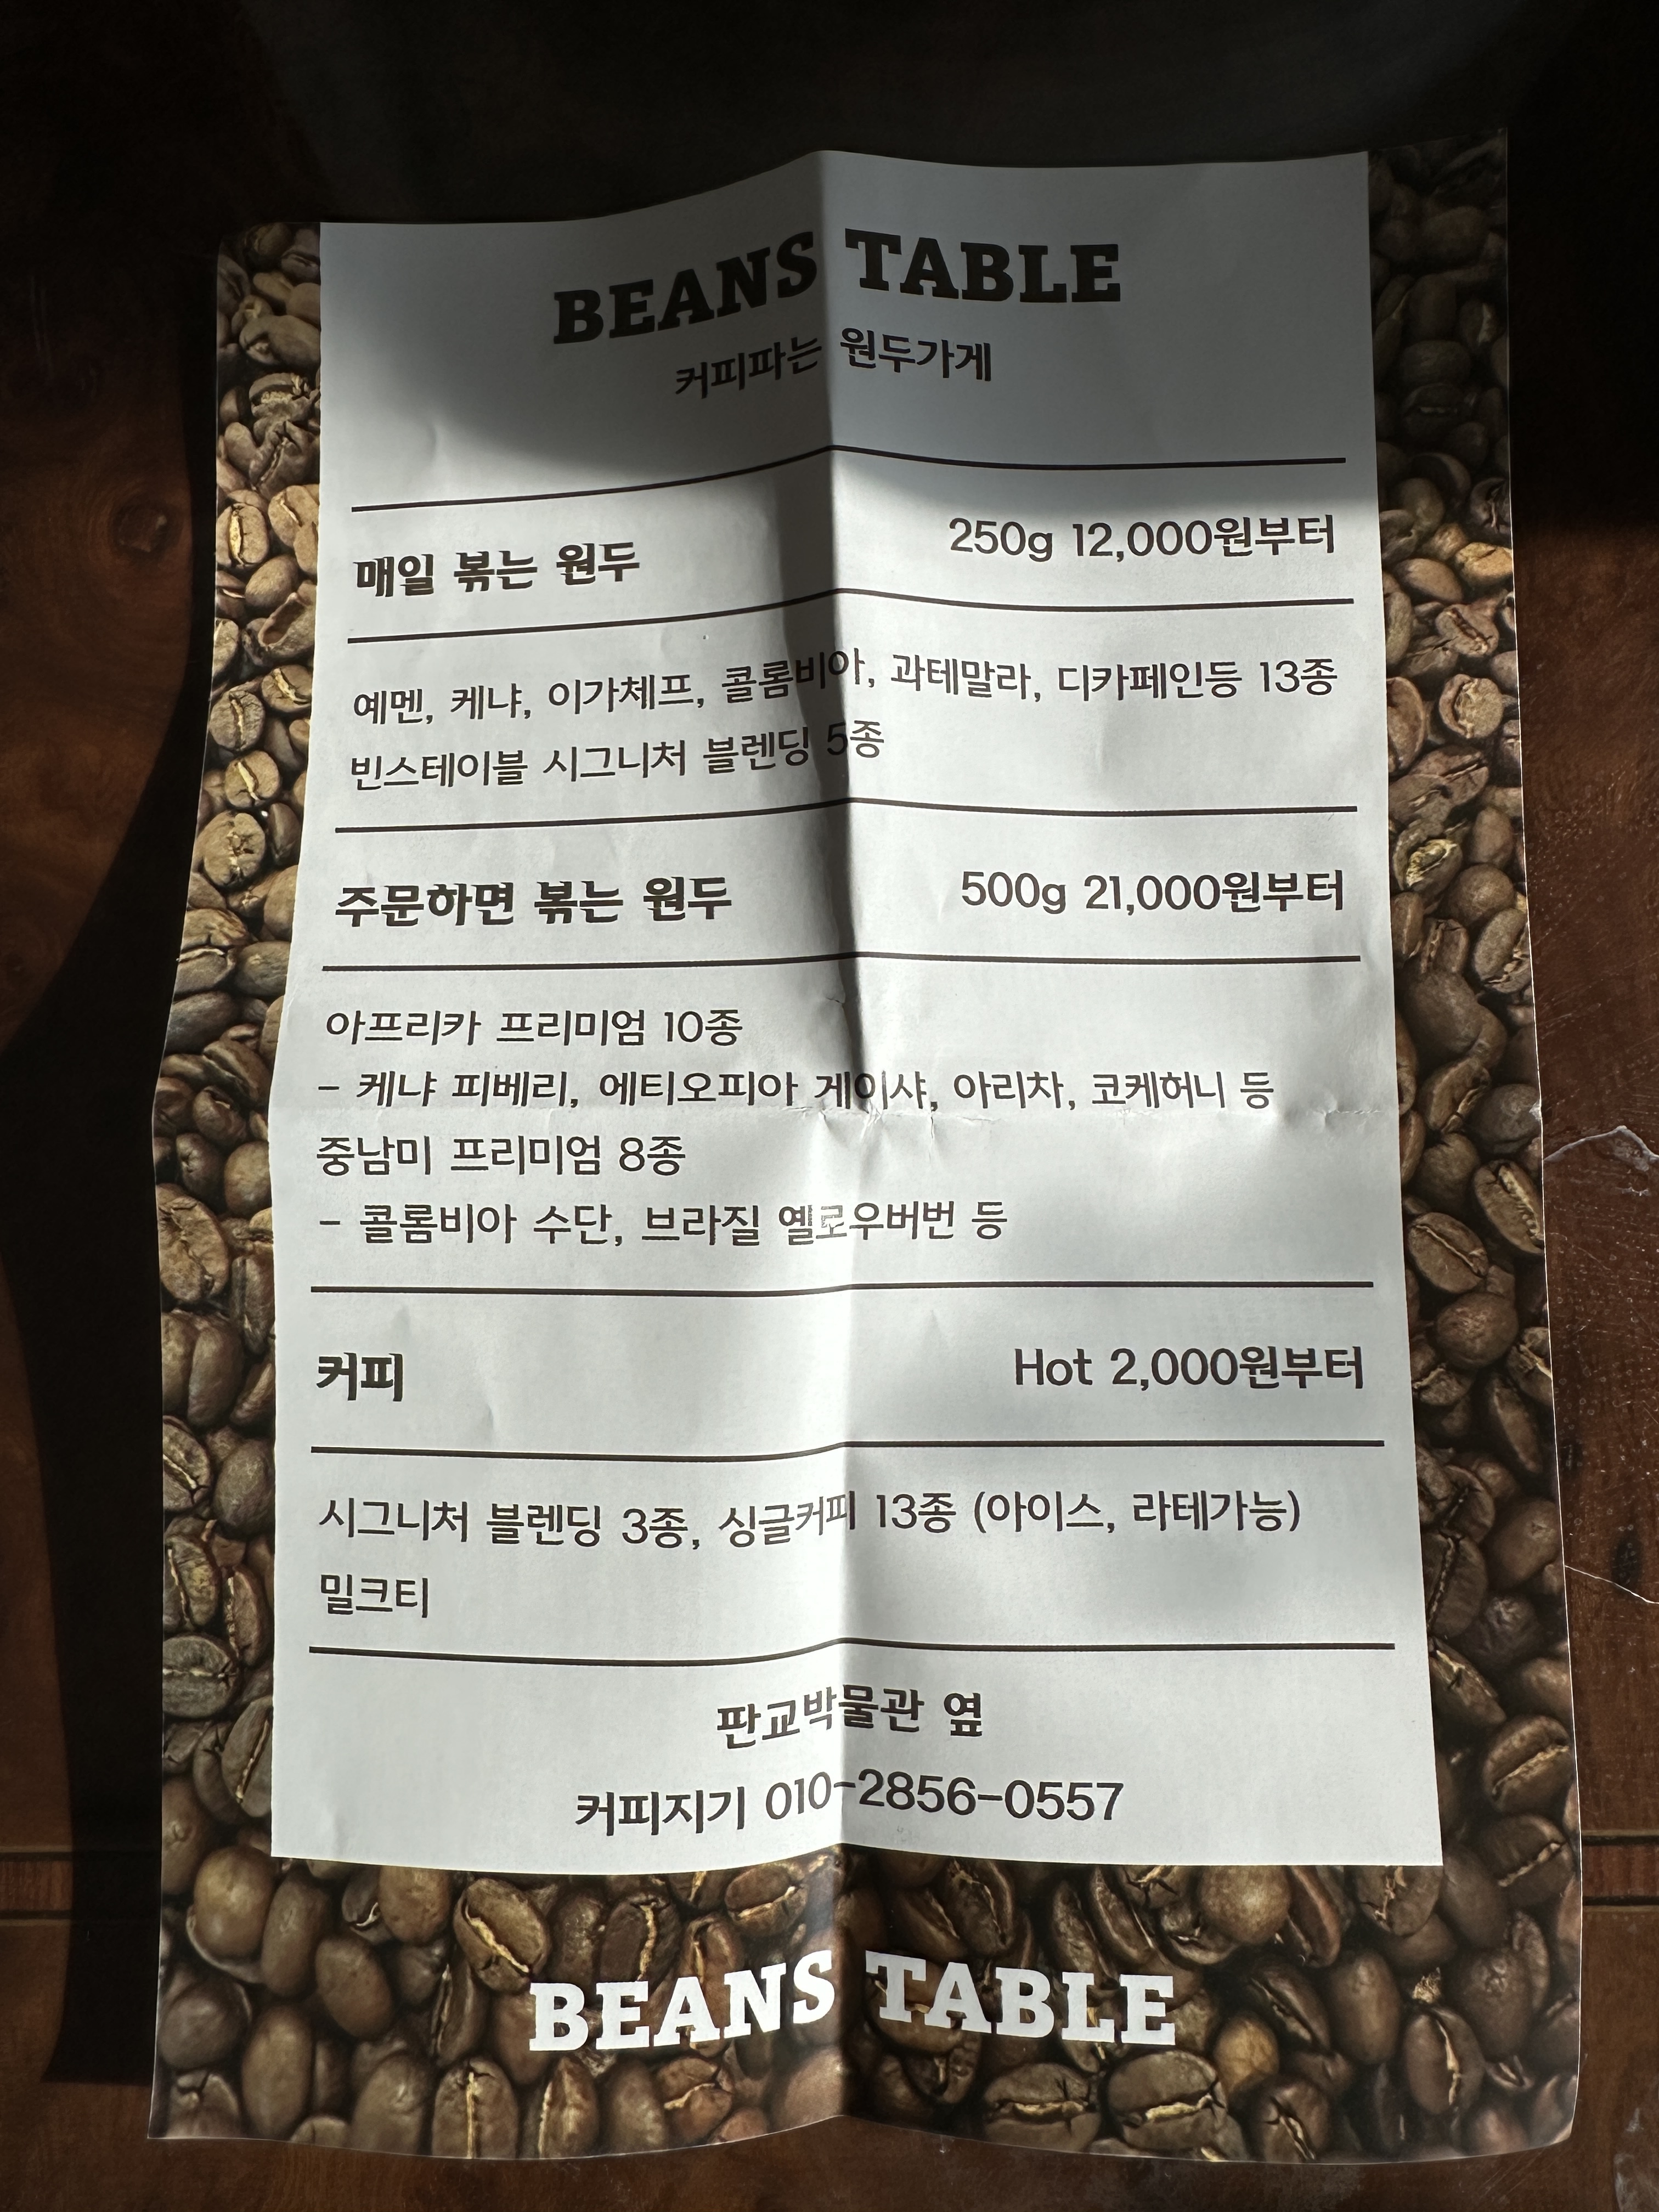 BEANS TABLE
커피파는 원두가게
매일 볶는 원두 250g 12,000원부터
예멘, 케냐, 이가체프, 콜롬비아, 과테말라, 디카페인등 13종
빈스테이블 시그니처 블렌딩 5종
주문하면 볶는 원두 500g 21,000원부터
아프리카 프리미엄 10종
- 케냐 피베리, 에티오피아 게이샤, 아리차, 코케허니 등
중남미 프리미엄 8종
- 콜롬비아 수단, 브라질 옐로우버번 등
커피 Hot 2,000원부터
시그니처 블렌딩 3종, 싱글커피 13종 (아이스, 라테가능)
밀크티
판교박물관 옆
커피지기 010-2856-0557
BEANS TABLE